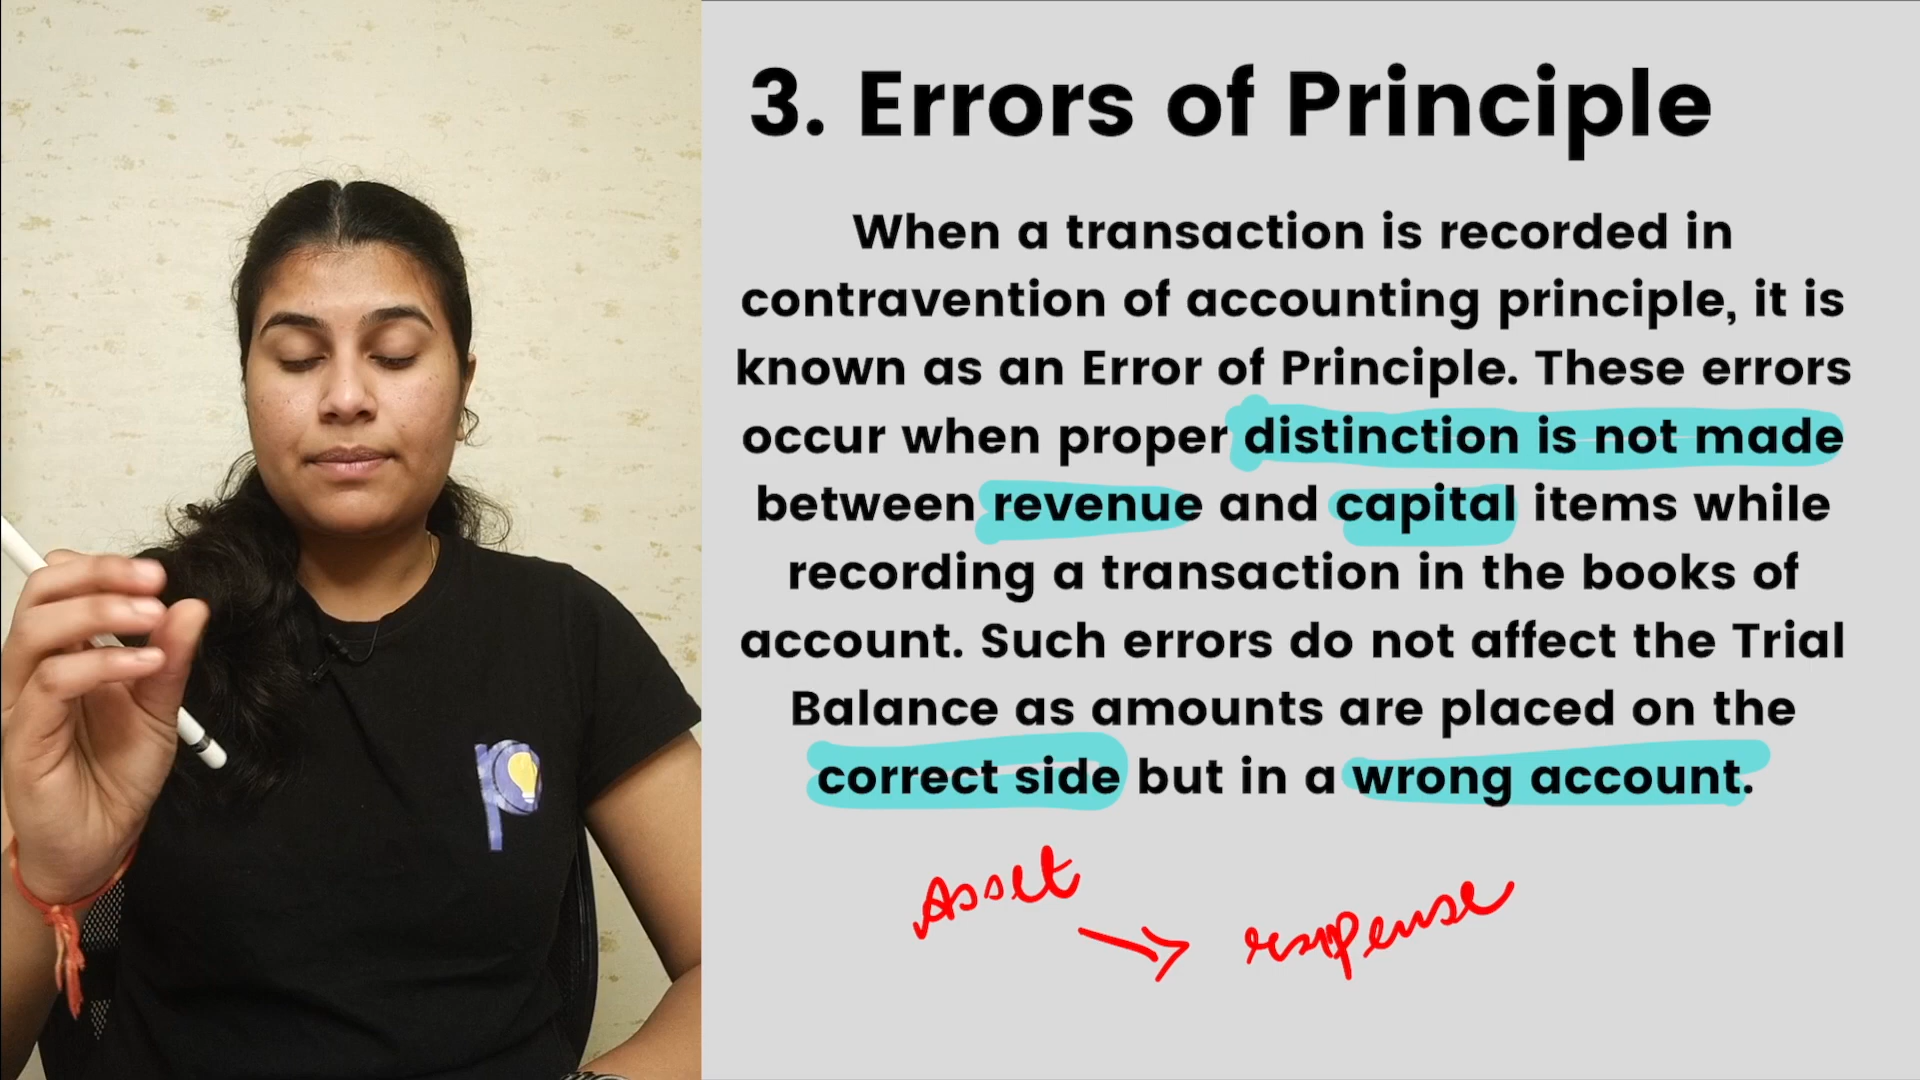 3. Errors of Principle
When a transaction is recorded in
contravention of accounting principle, it is
known as an Error of Principle. These errors
occur when proper distinction is not made
between revenue and capital items while
recording a transaction in the books of
account. Such errors do not affect the Trial
Balance as amounts are placed on the
correct side but in a wrong account.
Asset → expense